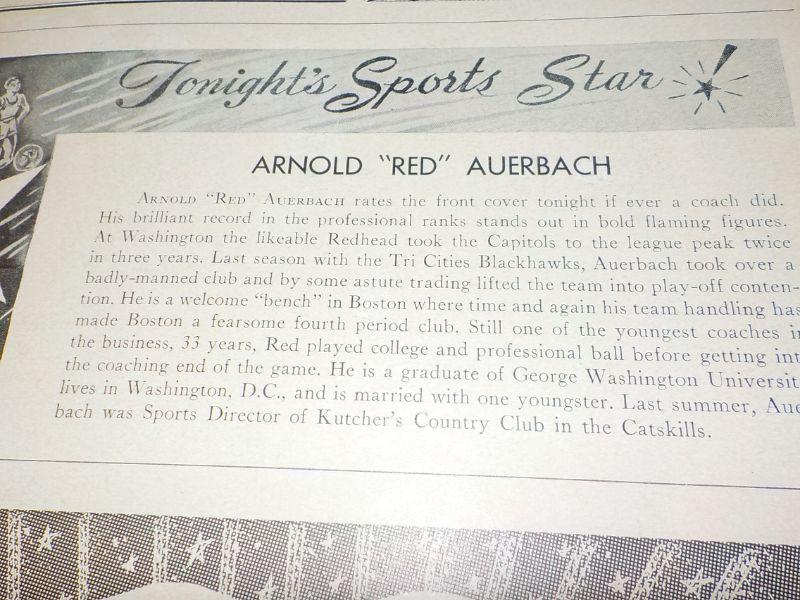 Tonight's Sports Star
ARNOLD "RED" AUERBACH
ARNOLD "RED" AUERBACH rates the front cover tonight if ever a coach did.
His brilliant record in the professional ranks stands out in bold flaming figures.
At Washington the likeable Redhead took the Capitols to the league peak twice
in three years. Last season with the Tri Cities Blackhawks, Auerbach took over a
badly-manned club and by some astute trading lifted the team into play-off conten-
tion. He is a welcome "bench" in Boston where time and again his team handling has
made Boston a fearsome fourth period club. Still one of the youngest coaches in
the business, 33 years, Red played college and professional ball before getting int
the coaching end of the game. He is a graduate of George Washington Universit
lives in Washington, D.C., and is married with one youngster. Last summer, Aue
bach was Sports Director of Kutcher's Country Club in the Catskills.